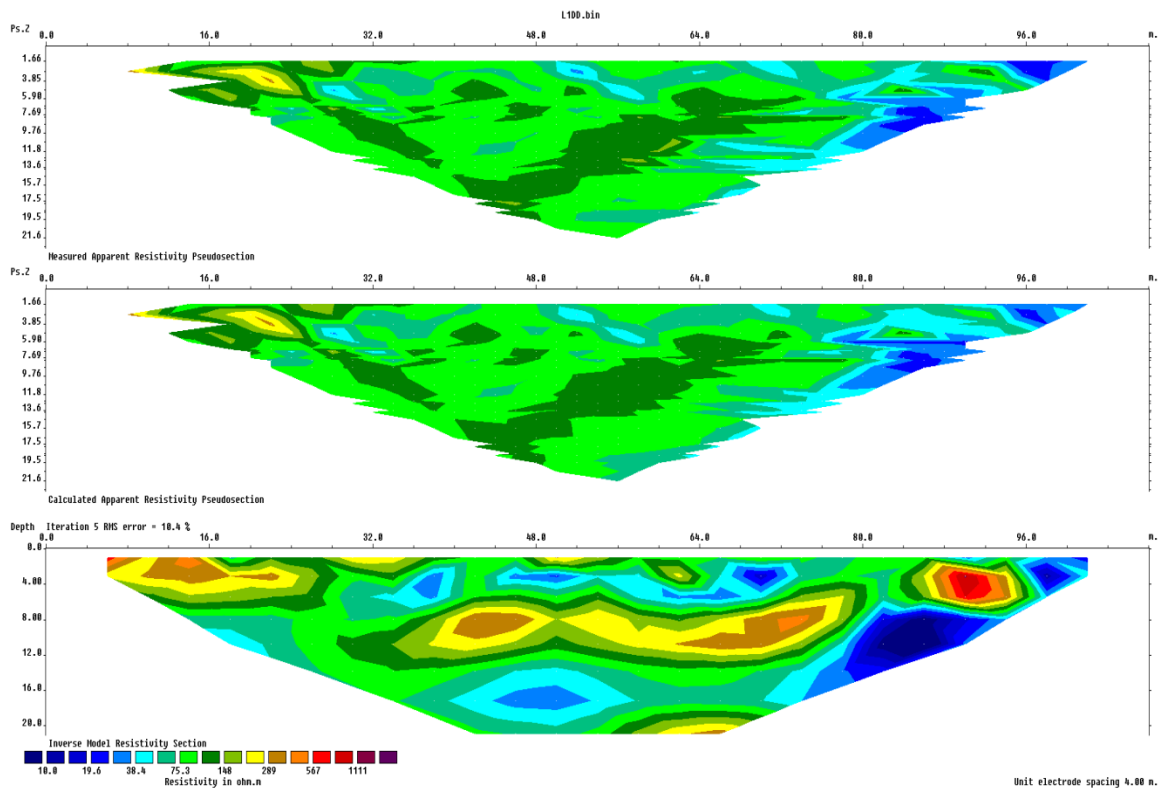 L1DD.bin
Ps.Z 0.0 16.0 32.0 48.0 64.0 80.0 96.0 m.
1.66
3.85
5.90
7.69
9.76
11.8
13.6
15.7
17.5
19.5
21.6
Measured Apparent Resistivity Pseudosection
Ps.Z 0.0 16.0 32.0 48.0 64.0 80.0 96.0 m.
1.66
3.85
5.90
7.69
9.76
11.8
13.6
15.7
17.5
19.5
21.6
Calculated Apparent Resistivity Pseudosection
Depth Iteration 5 RMS error = 10.4 %
0.0 16.0 32.0 48.0 64.0 80.0 96.0 m.
0.0
4.00
8.00
12.0
16.0
20.0
Inverse Model Resistivity Section
10.0 19.6 38.4 75.3 148 289 567 1111
Resistivity in ohm.m
Unit electrode spacing 4.00 m.